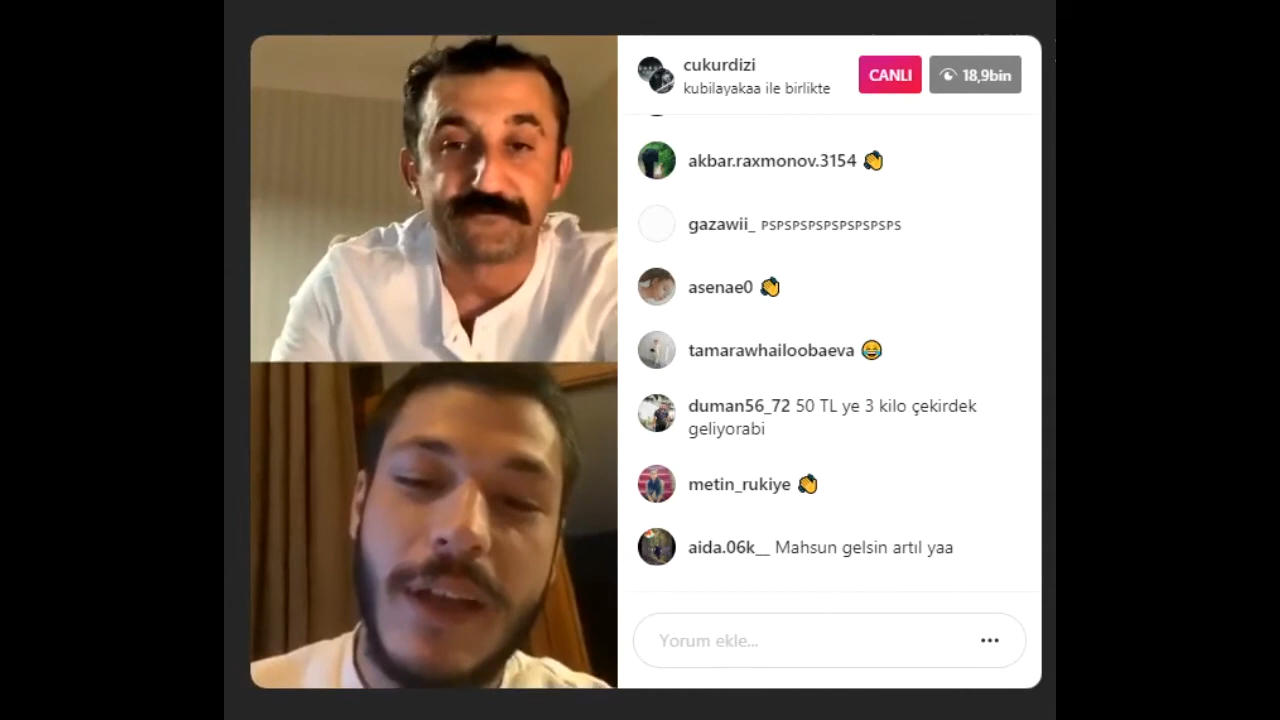 cukurdizi
kubilayakaa ile birlikte
CANLI
18,9bin
akbar.raxmonov.3154 👏
gazawii_ PSPSPSPSPSPSPSPSPS
asenae0 👏
tamarawhailoobaeva 😂
duman56_72 50 TL ye 3 kilo çekirdek
geliyorabi
metin_rukiye 👏
aida.06k__ Mahsun gelsin artıl yaa
Yorum ekle...